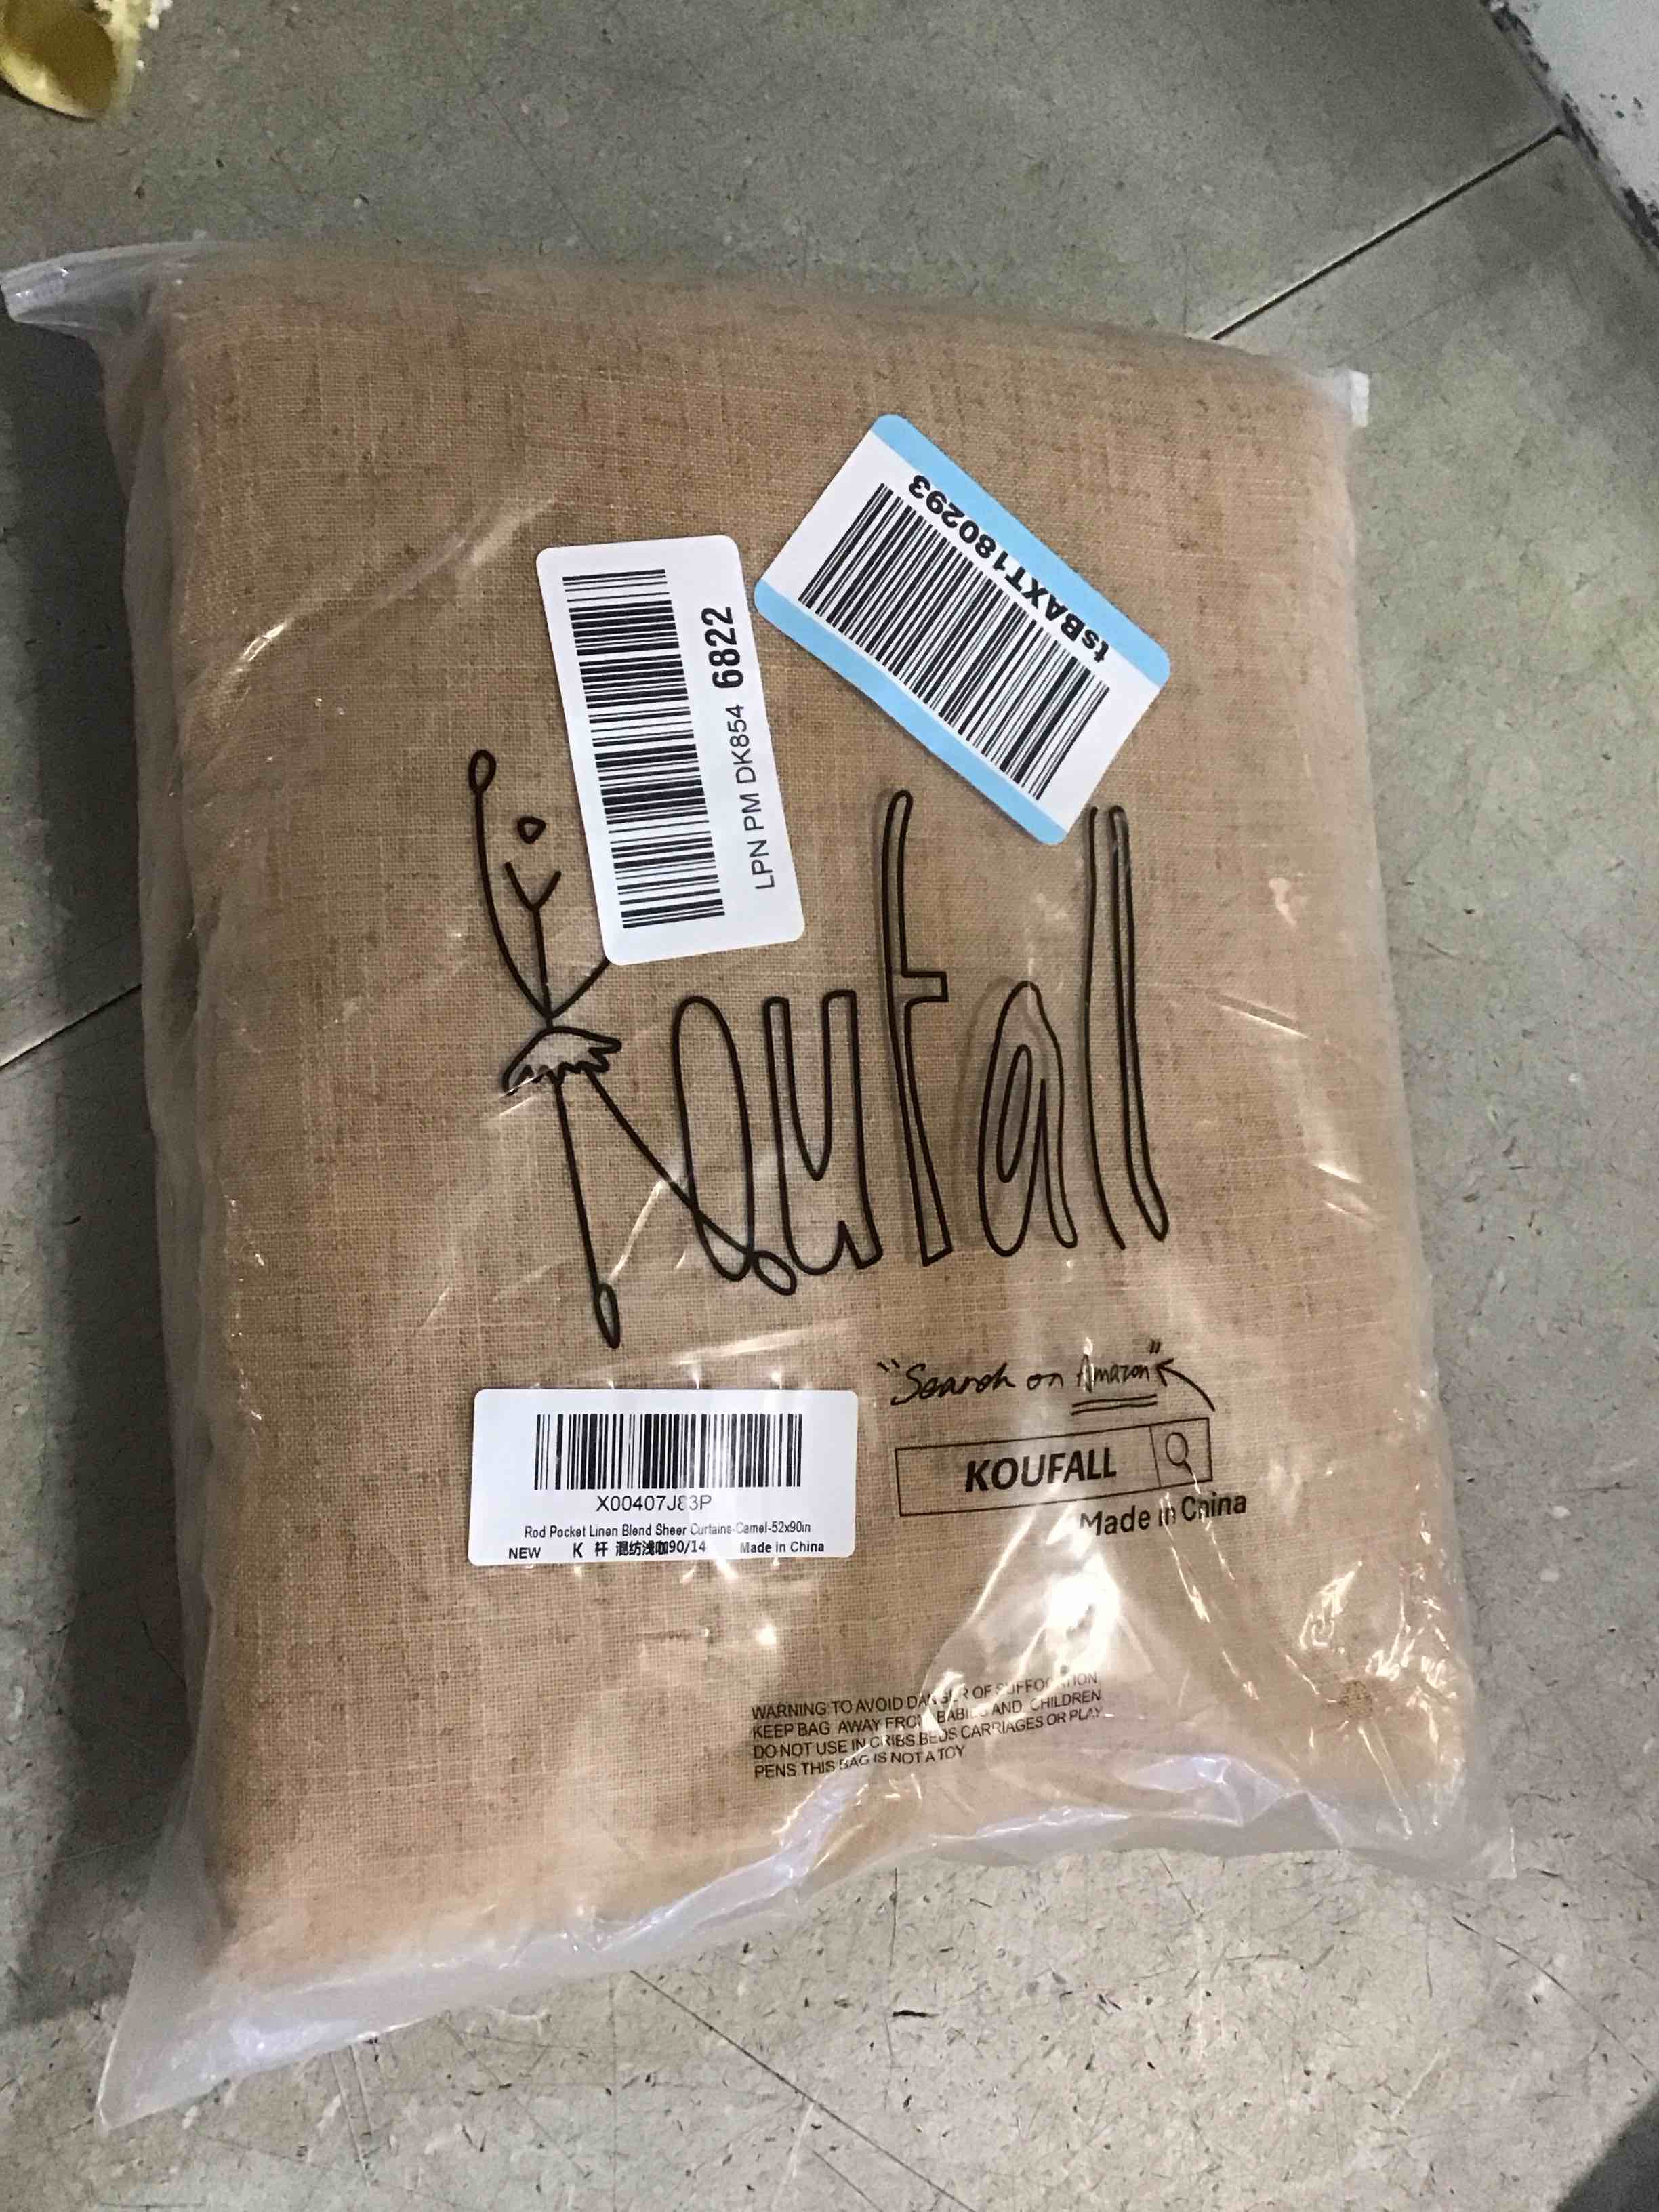 tsBAXT180293
LPN PM DK854 6822
Koufall
"Search on Amazon"
KOUFALL
Made in China
X00407J83P
Rod Pocket Linen Blend Sheer Curtains-Camel-52x90in
NEW K 杆 混纺浅咖90/14 Made in China
WARNING:TO AVOID DANGER OF SUFFOCATION
KEEP BAG AWAY FROM BABIES AND CHILDREN
DO NOT USE IN CRIBS BEDS CARRIAGES OR PLAY
PENS THIS BAG IS NOT A TOY